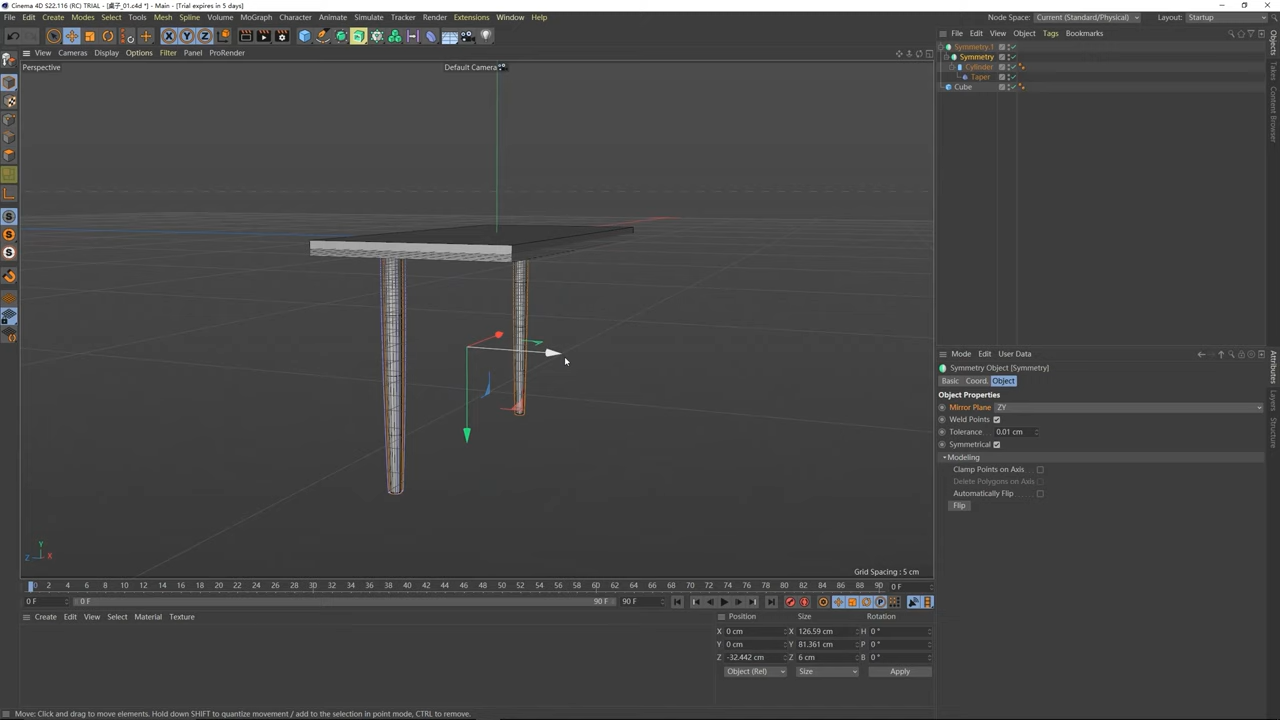 Cinema 4D S22.116 (RC) TRIAL - [桌子_01.c4d *] - Main - [Trial expires in 5 days]
File Edit Create Modes Select Tools Mesh Spline Volume MoGraph Character Animate Simulate Tracker Render Extensions Window Help
Node Space: Current (Standard/Physical) Layout: Startup
X Y Z
File Edit View Object Tags Bookmarks
View Cameras Display Options Filter Panel ProRender
Perspective
Default Camera
Symmetry.1
Symmetry
Cylinder
Taper
Cube
Objects
Takes
Content Browser
Mode Edit User Data
Symmetry Object [Symmetry]
Basic Coord. Object
Object Properties
Mirror Plane ZY
Weld Points
Tolerance 0.01 cm
Symmetrical
Modeling
Clamp Points on Axis
Delete Polygons on Axis
Automatically Flip
Flip
Attributes
Layers
Structure
Y
Z X
Grid Spacing : 5 cm
0 2 4 6 8 10 12 14 16 18 20 22 24 26 28 30 32 34 36 38 40 42 44 46 48 50 52 54 56 58 60 62 64 66 68 70 72 74 76 78 80 82 84 86 88 90 0 F
0 F 0 F 90 F 90 F
Create Edit View Select Material Texture
Position Size Rotation
X 0 cm X 126.59 cm H 0 °
Y 0 cm Y 81.361 cm P 0 °
Z -32.442 cm Z 6 cm B 0 °
Object (Rel) Size Apply
Move: Click and drag to move elements. Hold down SHIFT to quantize movement / add to the selection in point mode, CTRL to remove.